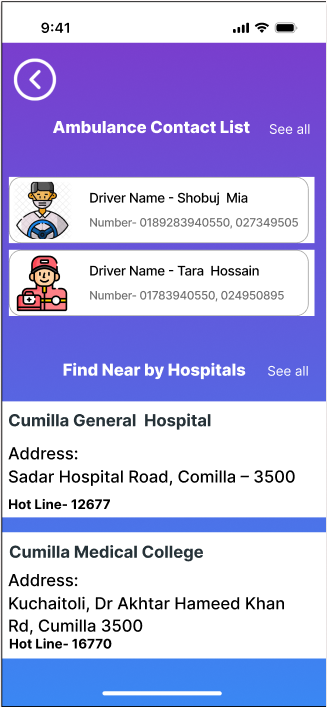 9:41
Ambulance Contact List See all
Driver Name - Shobuj Mia
Number- 0189283940550, 027349505
Driver Name - Tara Hossain
Number- 01783940550, 024950895
Find Near by Hospitals See all
Cumilla General Hospital
Address:
Sadar Hospital Road, Comilla – 3500
Hot Line- 12677
Cumilla Medical College
Address:
Kuchaitoli, Dr Akhtar Hameed Khan
Rd, Cumilla 3500
Hot Line- 16770